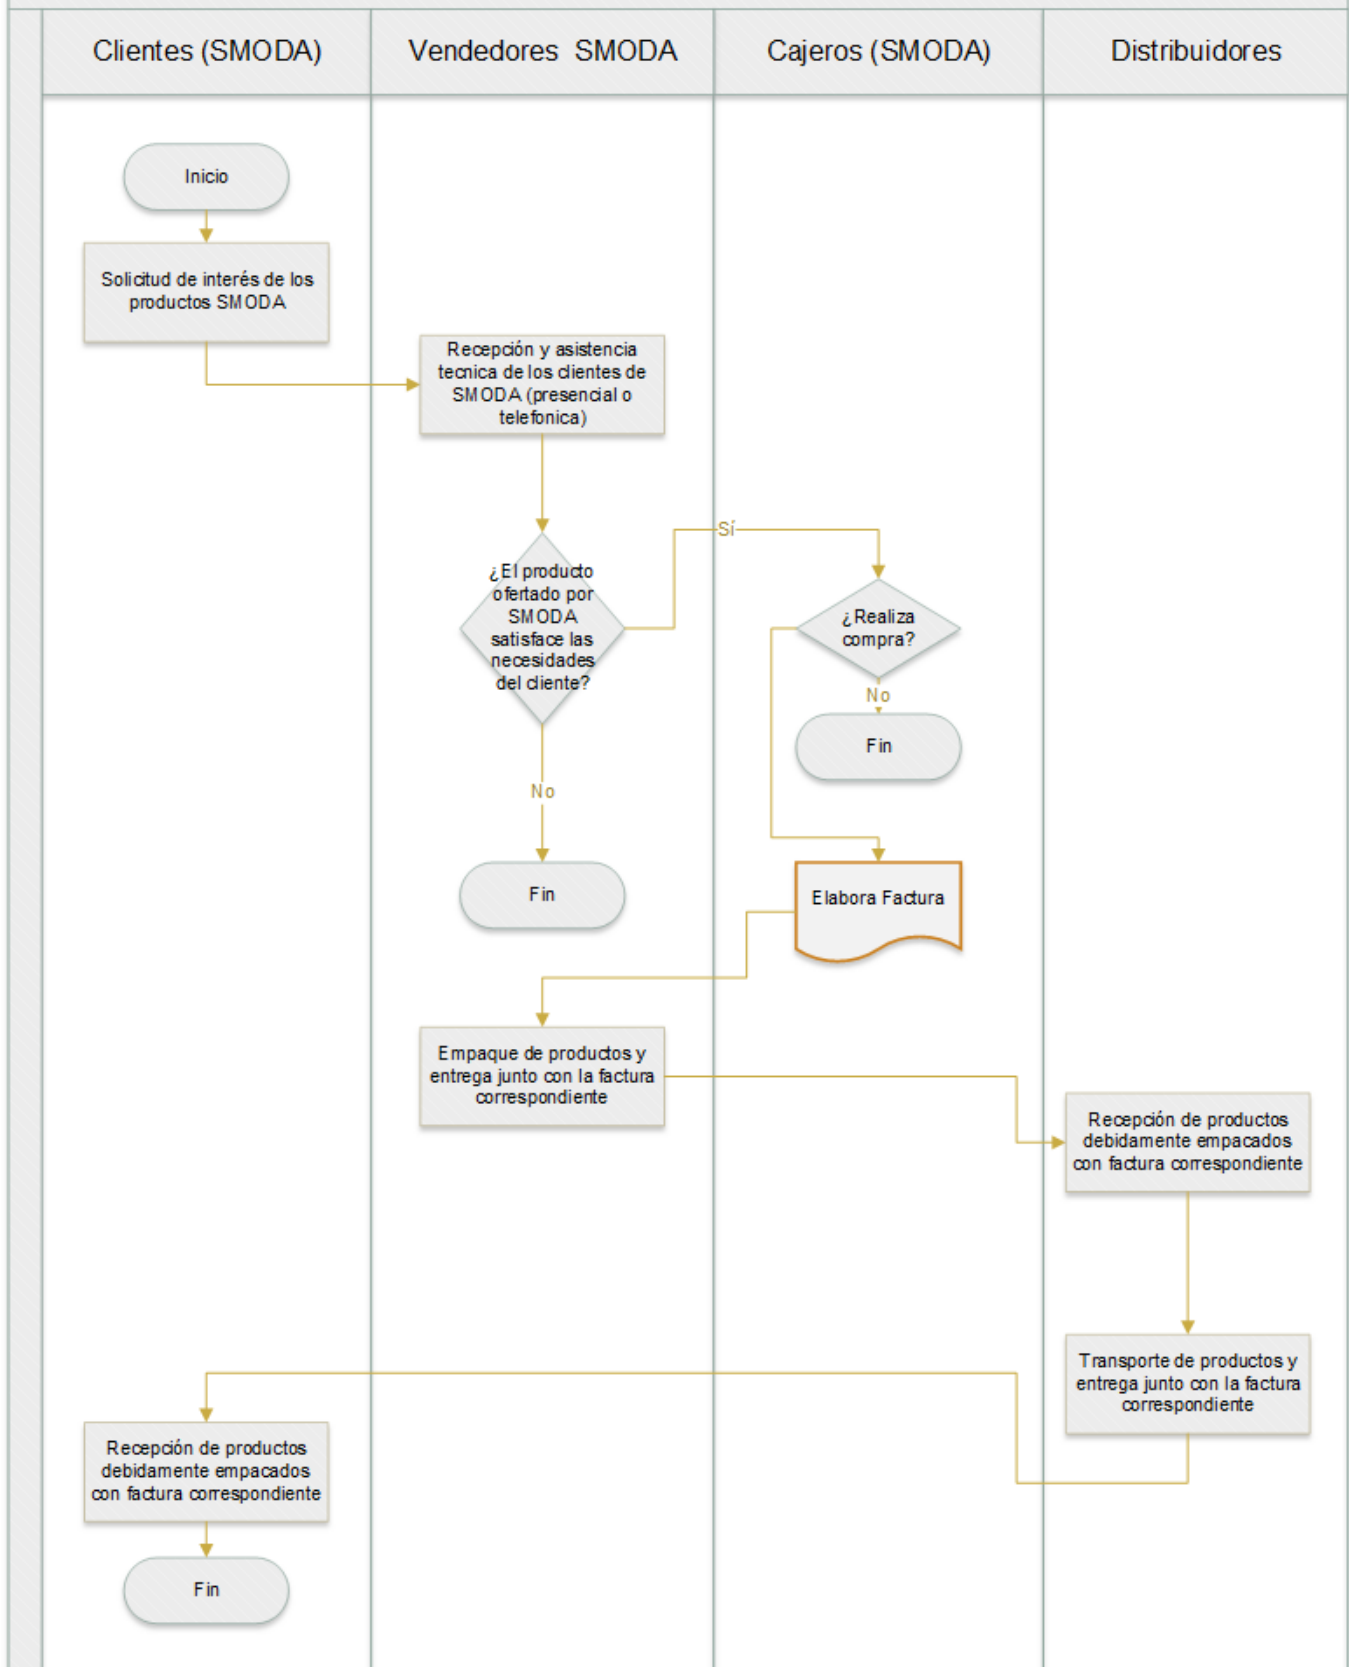 Clientes (SMODA)
Vendedores SMODA
Cajeros (SMODA)
Distribuidores
Inicio
Solicitud de interés de los
productos SMODA
Recepción y asistencia
tecnica de los clientes de
SMODA (presencial o
telefonica)
¿El producto
ofertado por
SMODA
satisface las
necesidades
del cliente?
Sí
¿Realiza
compra?
No
Fin
No
Fin
Elabora Factura
Empaque de productos y
entrega junto con la factura
correspondiente
Recepción de productos
debidamente empacados
con factura correspondiente
Transporte de productos y
entrega junto con la factura
correspondiente
Recepción de productos
debidamente empacados
con factura correspondiente
Fin